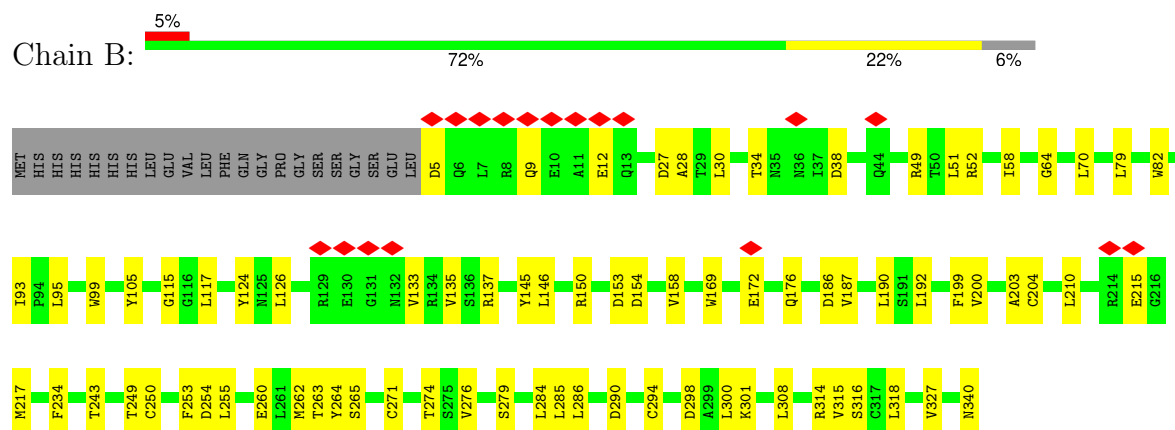 5%
Chain B:
72% 22% 6%
MET HIS HIS HIS HIS HIS HIS LEU GLU VAL LEU PHE GLN GLY PRO GLY SER SER GLY SER GLU LEU D5 Q6 L7 R8 Q9 E10 A11 E12 Q13 D27 A28 T29 L30 T34 N35 N36 I37 D38 Q44 R49 T50 L51 R52 I58 G64 L70 L79 W82
I93 P94 L95 W99 Y105 G115 G116 L117 Y124 N125 L126 R129 E130 G131 N132 V133 R134 V135 S136 R137 Y145 L146 R150 D153 D154 V158 W169 E172 Q176 D186 V187 L190 S191 L192 F199 V200 A203 C204 L210 R214 E215 G216
M217 F234 T243 T249 C250 F253 D254 L255 E260 L261 M262 T263 Y264 S265 C271 T274 S275 V276 S279 L284 L285 L286 D290 C294 D298 A299 L300 K301 L308 R314 V315 S316 C317 L318 V327 N340